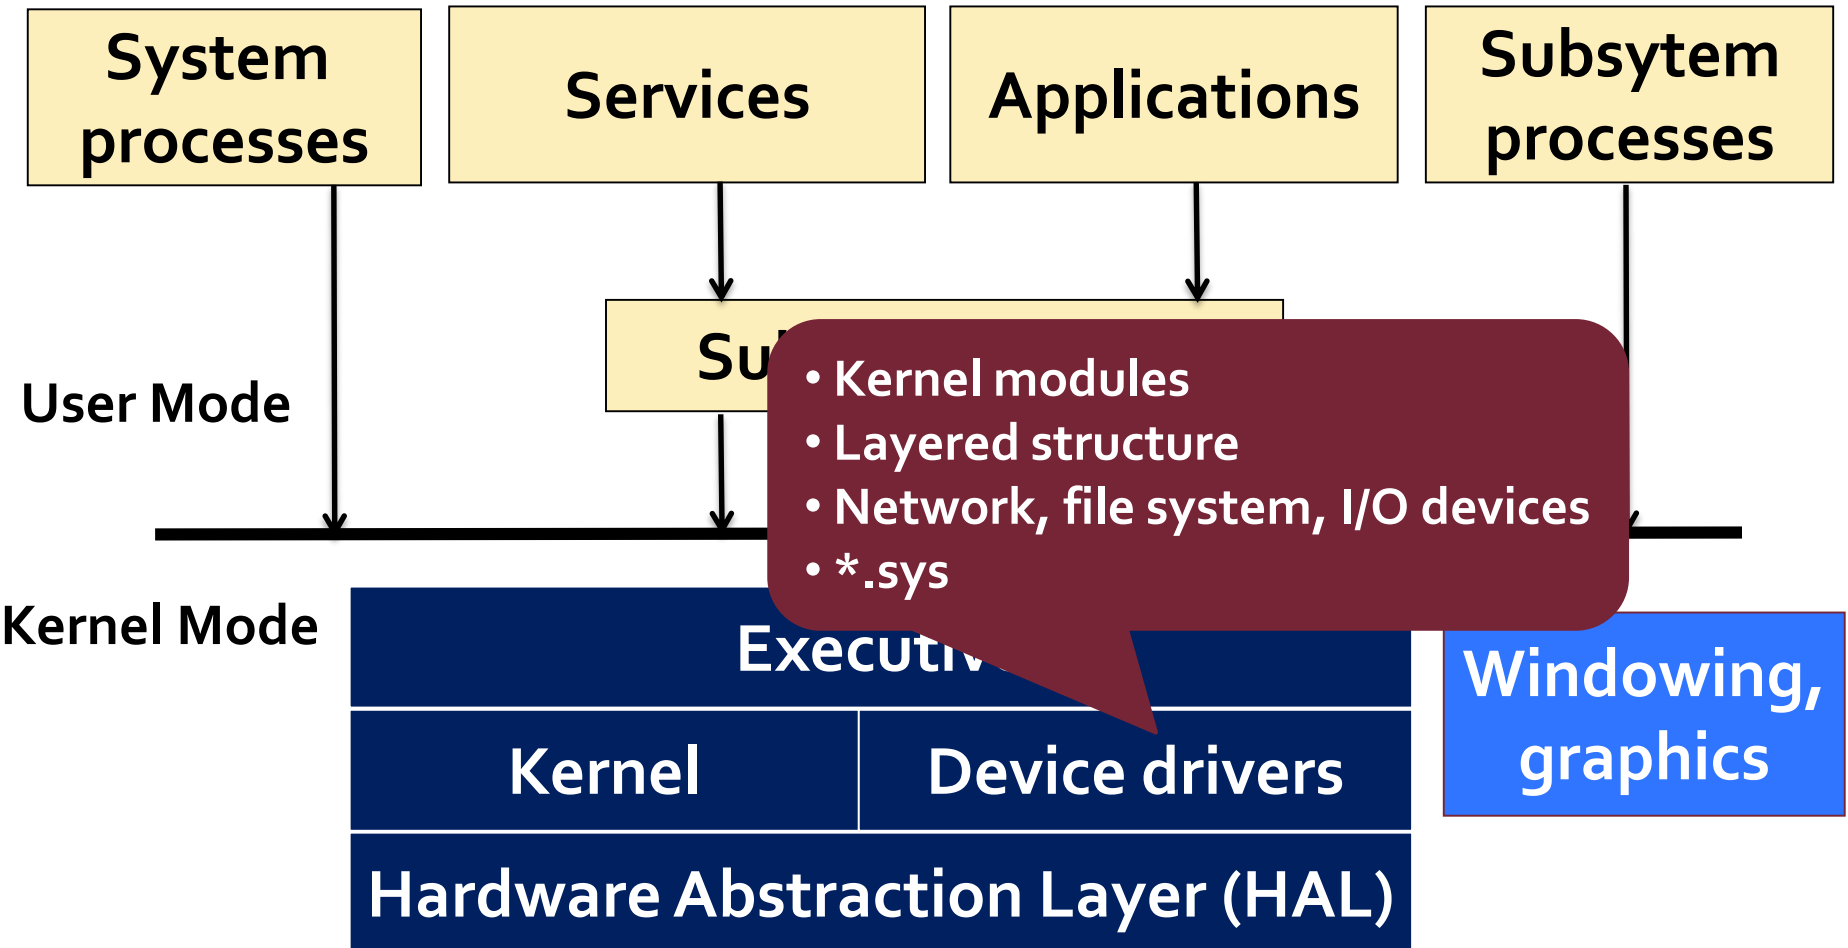 System
processes
Services
Applications
Subsytem
processes
• Kernel modules
• Layered structure
• Network, file system, I/O devices
• *.sys
User Mode
Kernel Mode
Windowing,
graphics
Kernel
Device drivers
Hardware Abstraction Layer (HAL)